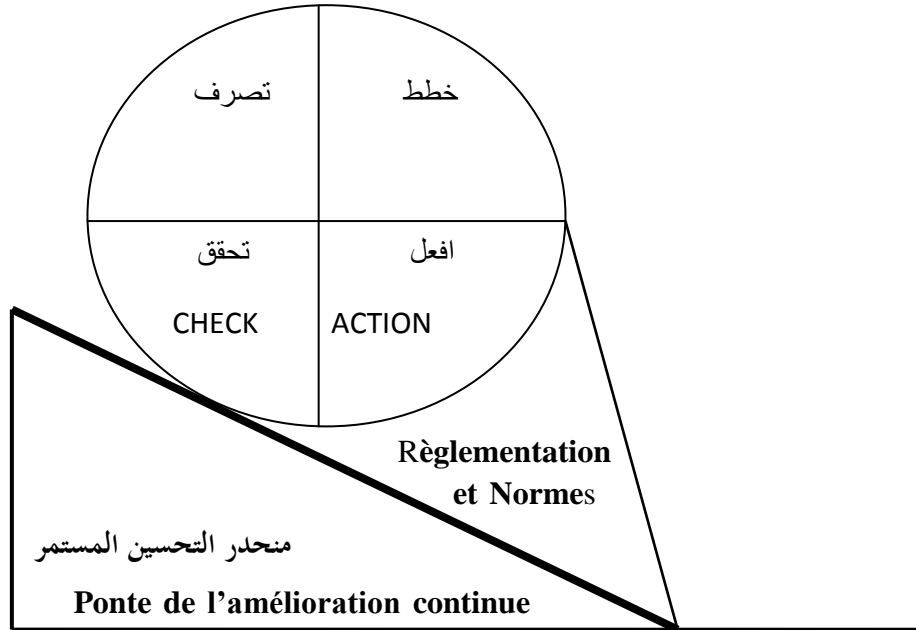 خطط
تصرف
افعل
تحقق
CHECK
ACTION
Règlementation
et Normes
منحدر التحسين المستمر
Ponte de l’amélioration continue